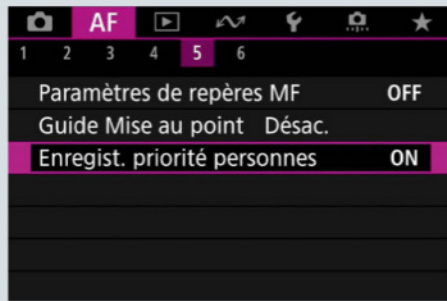 AF
1 2 3 4 5 6
Paramètres de repères MF OFF
Guide Mise au point Désac.
Enregist. priorité personnes ON